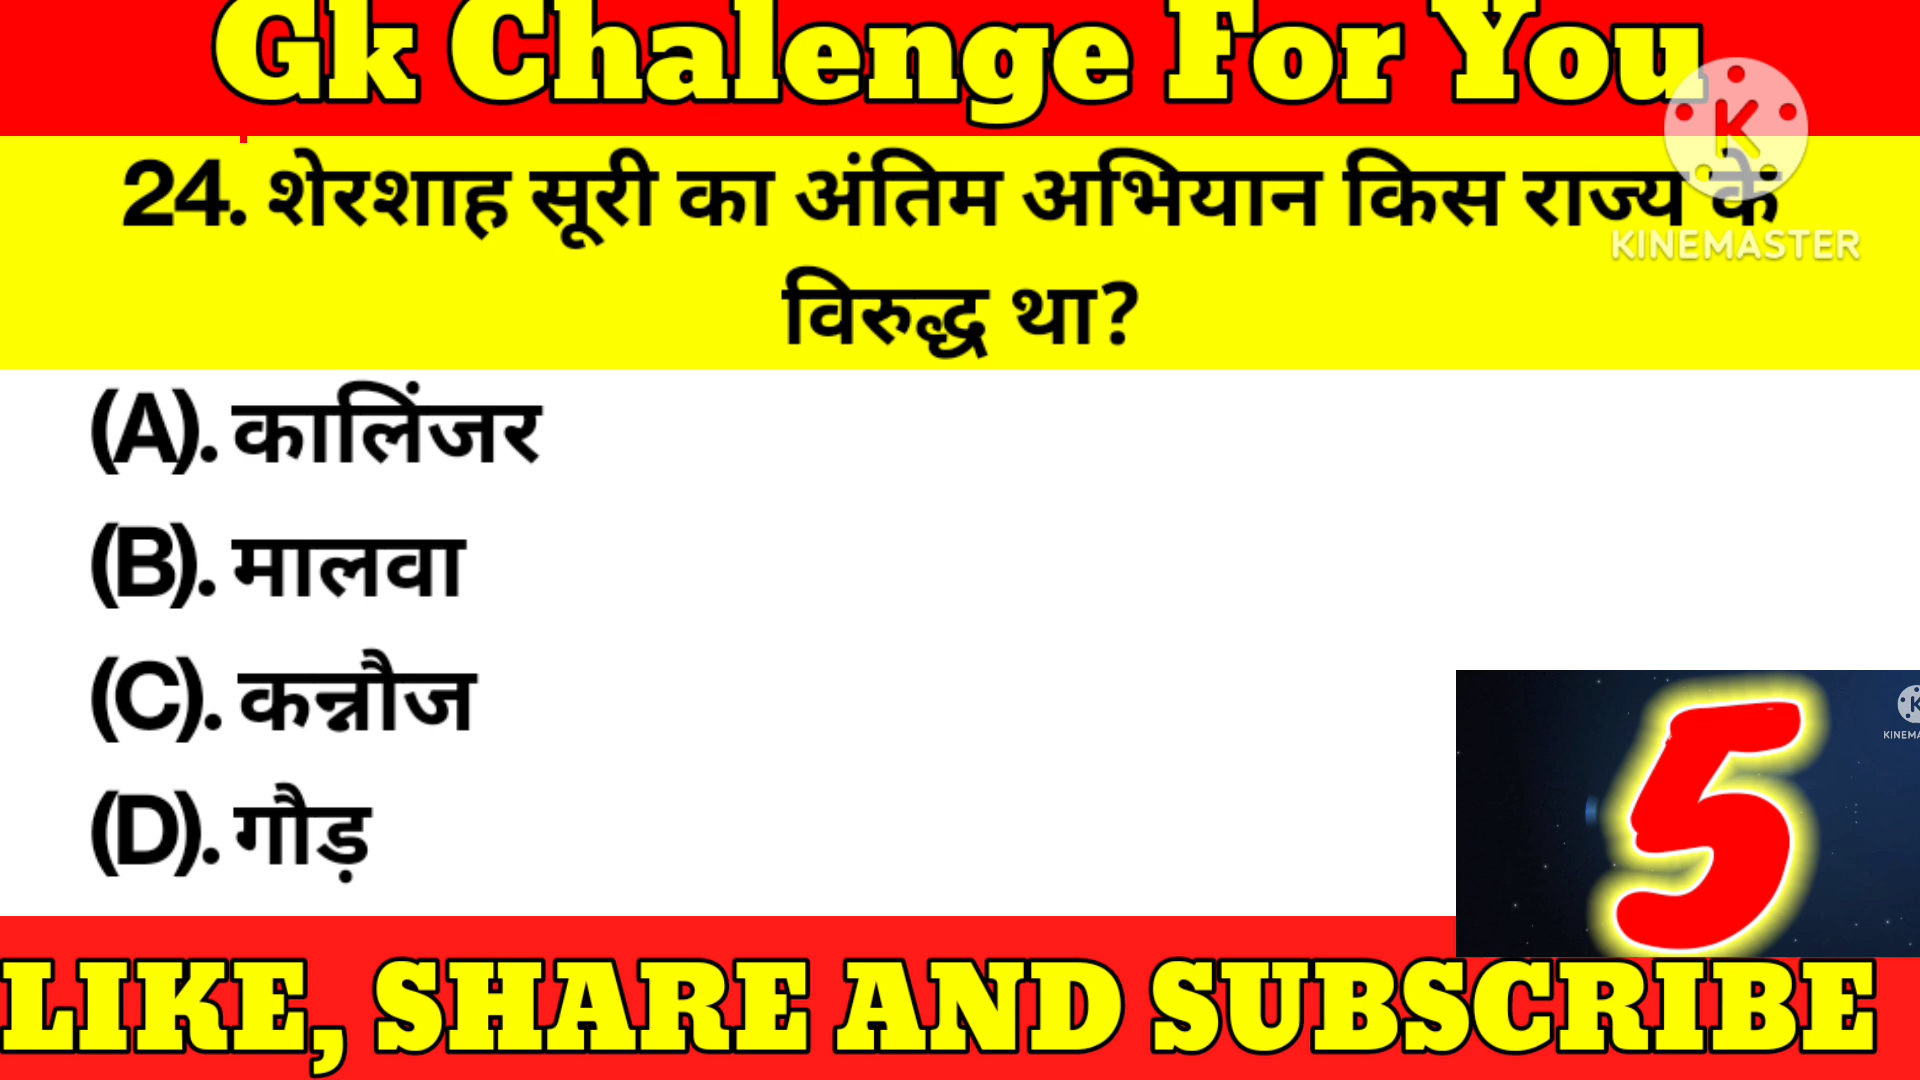 Gk Chalenge For You
24. शेरशाह सूरी का अंतिम अभियान किस राज्य के
KINEMASTER
विरुद्ध था?
(A). कालिंजर
(B). मालवा
(C). कन्नौज
(D). गौड़
5
LIKE, SHARE AND SUBSCRIBE